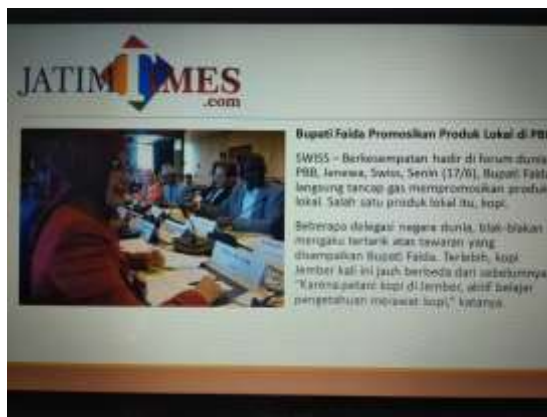 JATIMTIMES
.com
Bupati Faida Promosikan Produk Lokal di PBB
SWISS - Berkesempatan hadir di forum dunia
PBB, Jenewa, Swiss, Senin (17/6), Bupati Faida
langsung tancap gas mempromosikan produk
lokal. Salah satu produk lokal itu, kopi.
Beberapa delegasi negara dunia, blak-blakan
mengaku tertarik atas tawaran yang
disampaikan Bupati Faida. Terlebih, kopi
Jember kali ini jauh berbeda dari sebelumnya.
"Karena petani kopi di Jember, aktif belajar
pengetahuan merawat kopi," katanya.